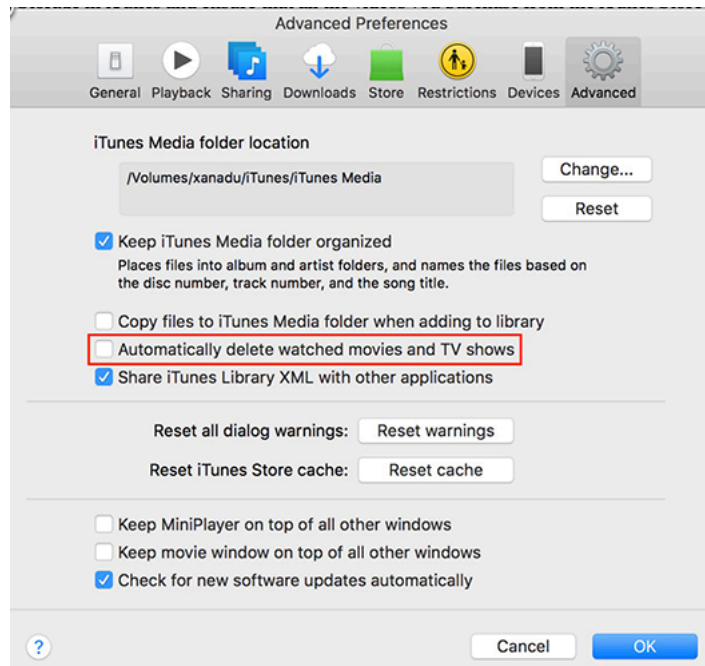 Advanced Preferences
General Playback Sharing Downloads Store Restrictions Devices Advanced
iTunes Media folder location
/Volumes/xanadu/iTunes/iTunes Media
Change...
Reset
Keep iTunes Media folder organized
Places files into album and artist folders, and names the files based on
the disc number, track number, and the song title.
Copy files to iTunes Media folder when adding to library
Automatically delete watched movies and TV shows
Share iTunes Library XML with other applications
Reset all dialog warnings: Reset warnings
Reset iTunes Store cache: Reset cache
Keep MiniPlayer on top of all other windows
Keep movie window on top of all other windows
Check for new software updates automatically
? Cancel OK